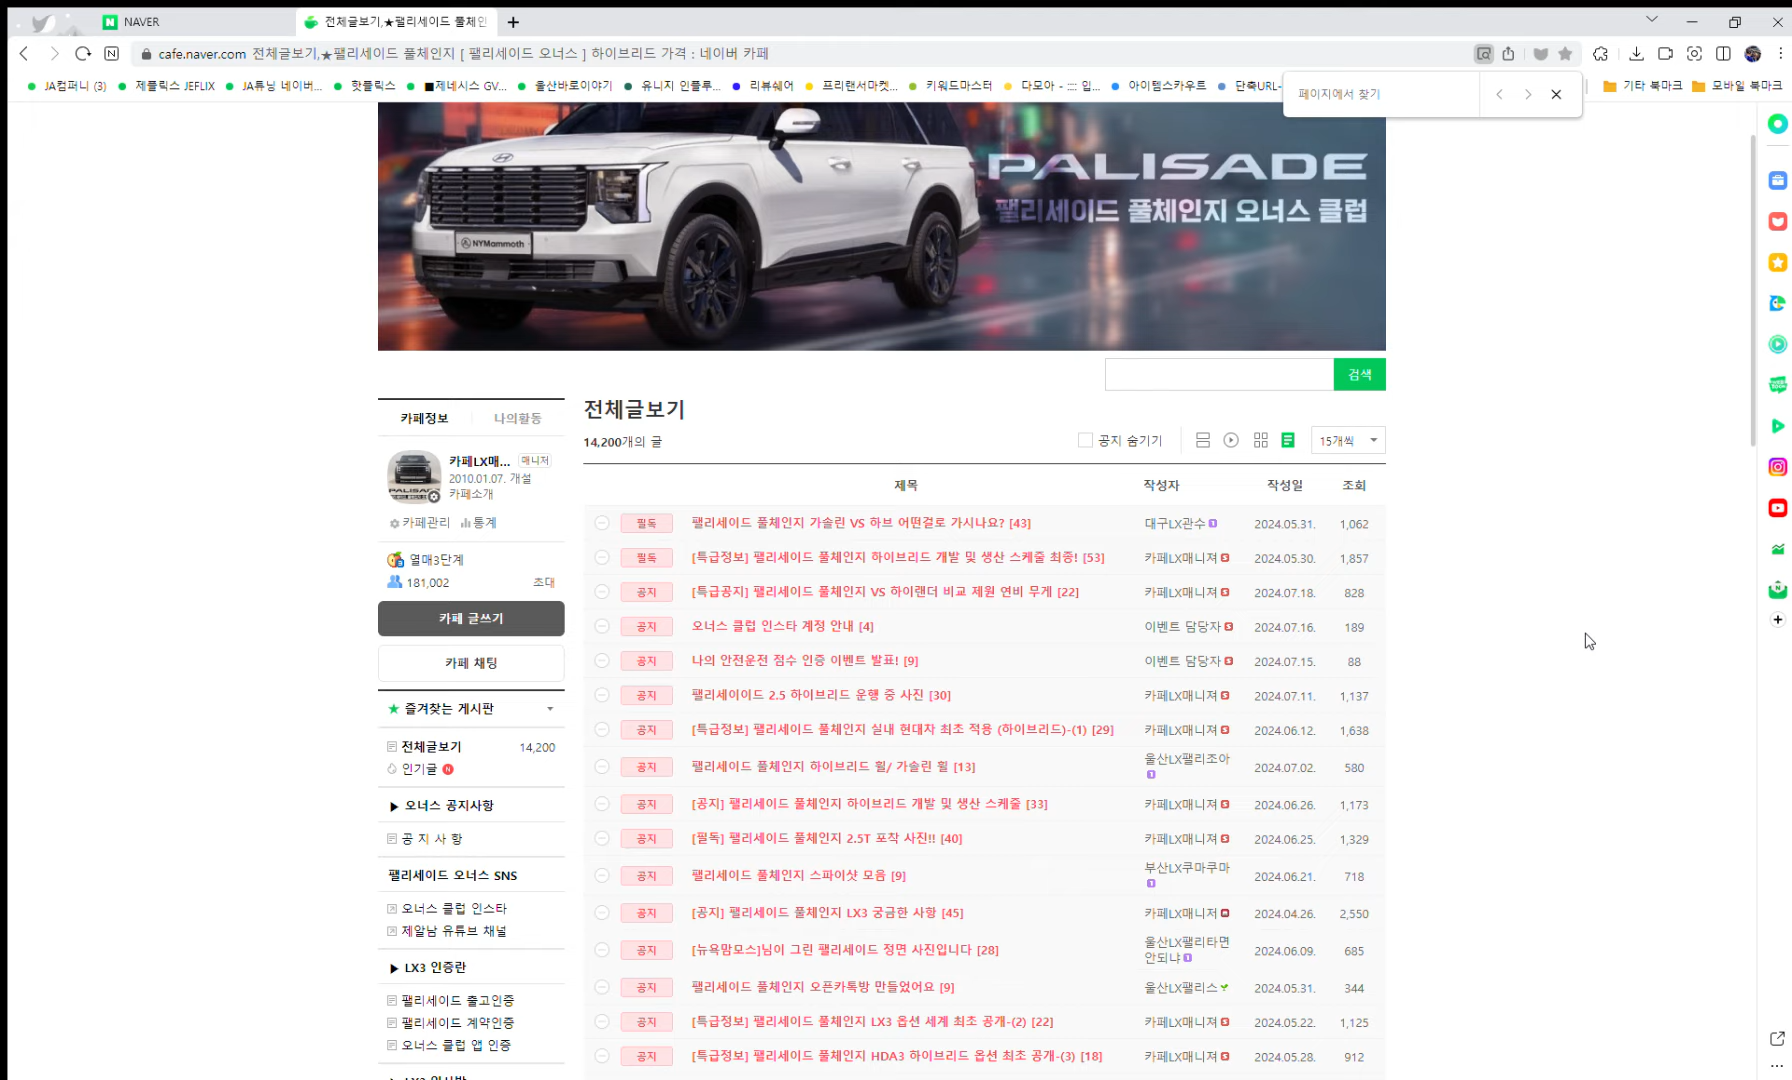 NAVER
전체글보기,★팰리세이드 풀체인
cafe.naver.com 전체글보기,★팰리세이드 풀체인지 [ 팰리세이드 오너스 ] 하이브리드 가격 : 네이버 카페
JA컴퍼니 (3) 제플릭스 JEFLIX JA튜닝 네이버... 핫플릭스 ■제네시스 GV... 울산바로이야기 유니지 인플루... 리뷰쉐어 프리랜서마켓... 키워드마스터 다모아 - :::: 입... 아이템스카우트 단축URL- 기타 북마크 모바일 북마크
페이지에서 찾기
PALISADE
팰리세이드 풀체인지 오너스 클럽
NYMammoth
검색
카페정보 나의활동
카페LX매... 매니저
2010.01.07. 개설
카페소개
카페관리 통계
열매3단계
181,002 초대
카페 글쓰기
카페 채팅
★ 즐겨찾는 게시판
전체글보기 14,200
인기글 N
▶ 오너스 공지사항
공 지 사 항
팰리세이드 오너스 SNS
오너스 클럽 인스타
제알남 유튜브 채널
▶ LX3 인증란
팰리세이드 출고인증
팰리세이드 계약인증
오너스 클럽 앱 인증
전체글보기
14,200개의 글
공지 숨기기 15개씩
제목 작성자 작성일 조회
필독 팰리세이드 풀체인지 가솔린 VS 하브 어떤걸로 가시나요? [43] 대구LX관수 2024.05.31. 1,062
필독 [특급정보] 팰리세이드 풀체인지 하이브리드 개발 및 생산 스케줄 최종! [53] 카페LX매니져 2024.05.30. 1,857
공지 [특급공지] 팰리세이드 풀체인지 VS 하이랜더 비교 제원 연비 무게 [22] 카페LX매니져 2024.07.18. 828
공지 오너스 클럽 인스타 계정 안내 [4] 이벤트 담당자 2024.07.16. 189
공지 나의 안전운전 점수 인증 이벤트 발표! [9] 이벤트 담당자 2024.07.15. 88
공지 팰리세이이드 2.5 하이브리드 운행 중 사진 [30] 카페LX매니져 2024.07.11. 1,137
공지 [특급정보] 팰리세이드 풀체인지 실내 현대차 최초 적용 (하이브리드)-(1) [29] 카페LX매니져 2024.06.12. 1,638
공지 팰리세이드 풀체인지 하이브리드 휠/ 가솔린 휠 [13] 울산LX팰리조아 2024.07.02. 580
공지 [공지] 팰리세이드 풀체인지 하이브리드 개발 및 생산 스케줄 [33] 카페LX매니져 2024.06.26. 1,173
공지 [필독] 팰리세이드 풀체인지 2.5T 포착 사진!! [40] 카페LX매니져 2024.06.25. 1,329
공지 팰리세이드 풀체인지 스파이샷 모음 [9] 부산LX쿠마쿠마 2024.06.21. 718
공지 [공지] 팰리세이드 풀체인지 LX3 궁금한 사항 [45] 카페LX매니저 2024.04.26. 2,550
공지 [뉴욕맘모스]님이 그린 팰리세이드 정면 사진입니다 [28] 울산LX팰리타면안되냐 2024.06.09. 685
공지 팰리세이드 풀체인지 오픈카톡방 만들었어요 [9] 울산LX팰리스 2024.05.31. 344
공지 [특급정보] 팰리세이드 풀체인지 LX3 옵션 세계 최초 공개-(2) [22] 카페LX매니져 2024.05.22. 1,125
공지 [특급정보] 팰리세이드 풀체인지 HDA3 하이브리드 옵션 최초 공개-(3) [18] 카페LX매니져 2024.05.28. 912